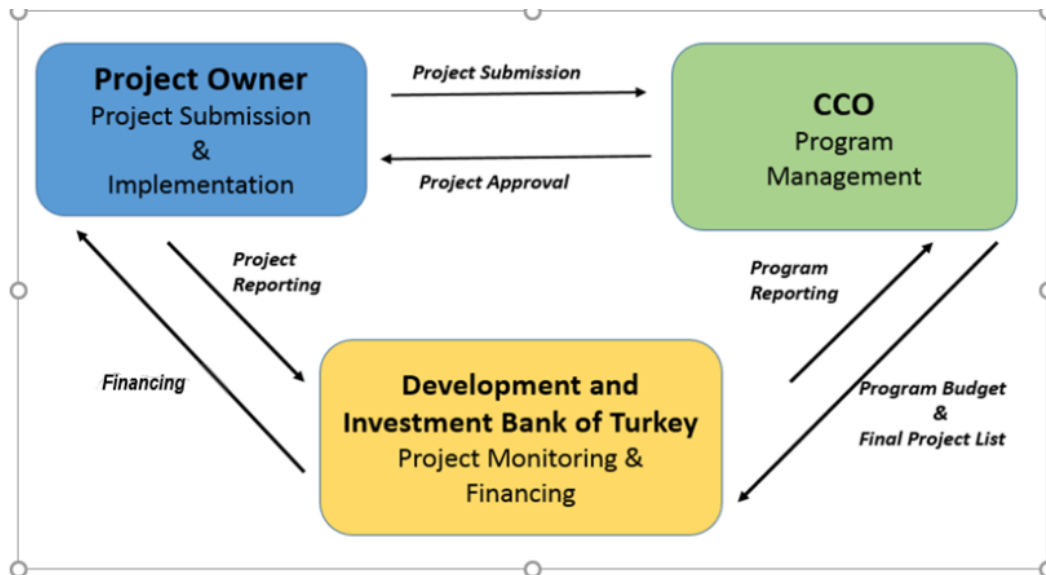 Project Owner
Project Submission
&
Implementation
Project Submission
Project Approval
CCO
Program
Management
Project
Reporting
Program
Reporting
Financing
Development and
Investment Bank of Turkey
Project Monitoring &
Financing
Program Budget
&
Final Project List